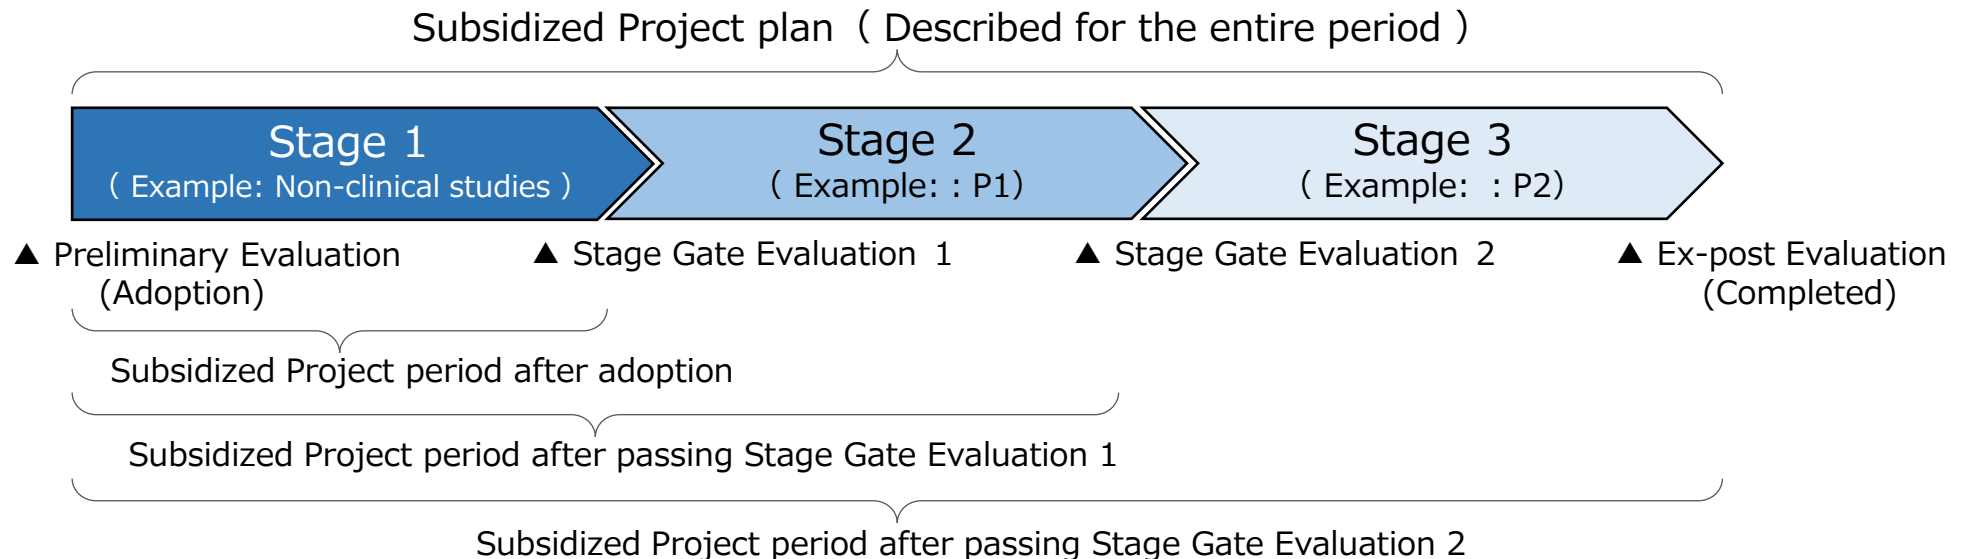 Subsidized Project plan（ Described for the entire period ）
Stage 1
（ Example: Non-clinical studies ）
Stage 2
（ Example: : P1）
Stage 3
（ Example:  : P2）
▲ Preliminary Evaluation
(Adoption)
▲ Stage Gate Evaluation 1
▲ Stage Gate Evaluation 2
▲ Ex-post Evaluation
(Completed)
Subsidized Project period after adoption
Subsidized Project period after passing Stage Gate Evaluation 1
Subsidized Project period after passing Stage Gate Evaluation 2